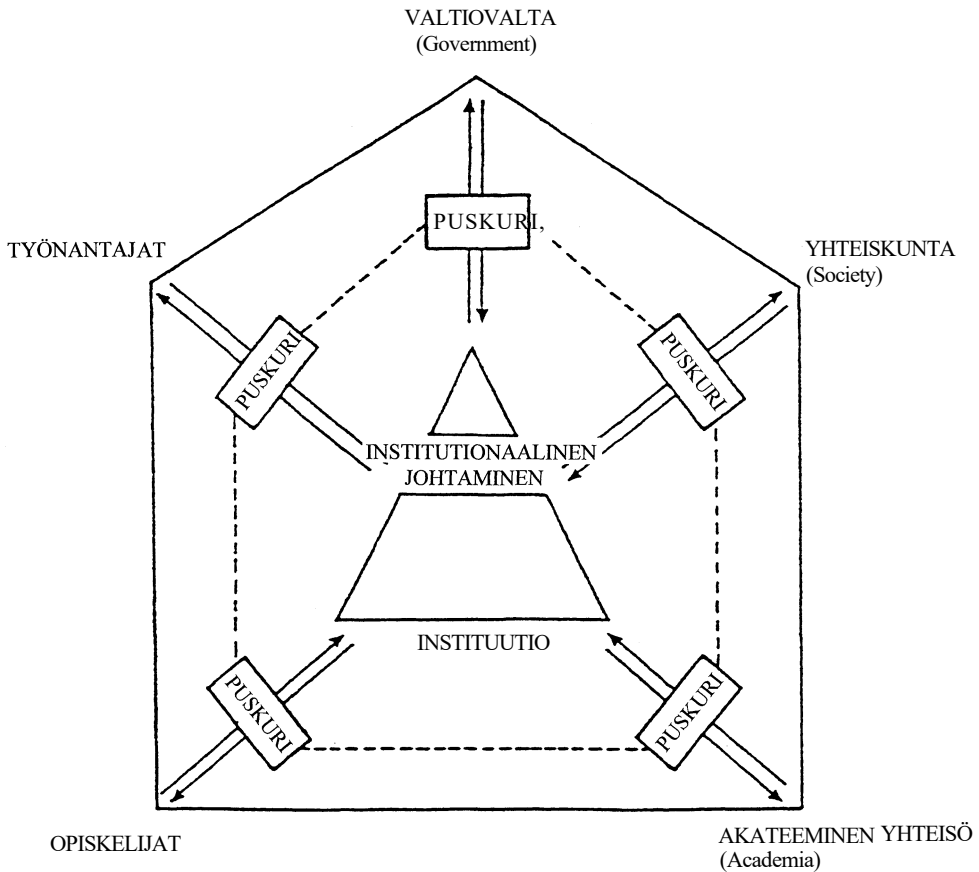 VALTIOVALTA
(Government)
PUSKURI,
TYÖNANTAJAT
YHTEISKUNTA
(Society)
PUSKURI
PUSKURI
INSTITUTIONAALINEN
JOHTAMINEN
INSTITUUTIO
PUSKURI
PUSKURI
OPISKELIJAT
AKATEEMINEN YHTEISÖ
(Academia)